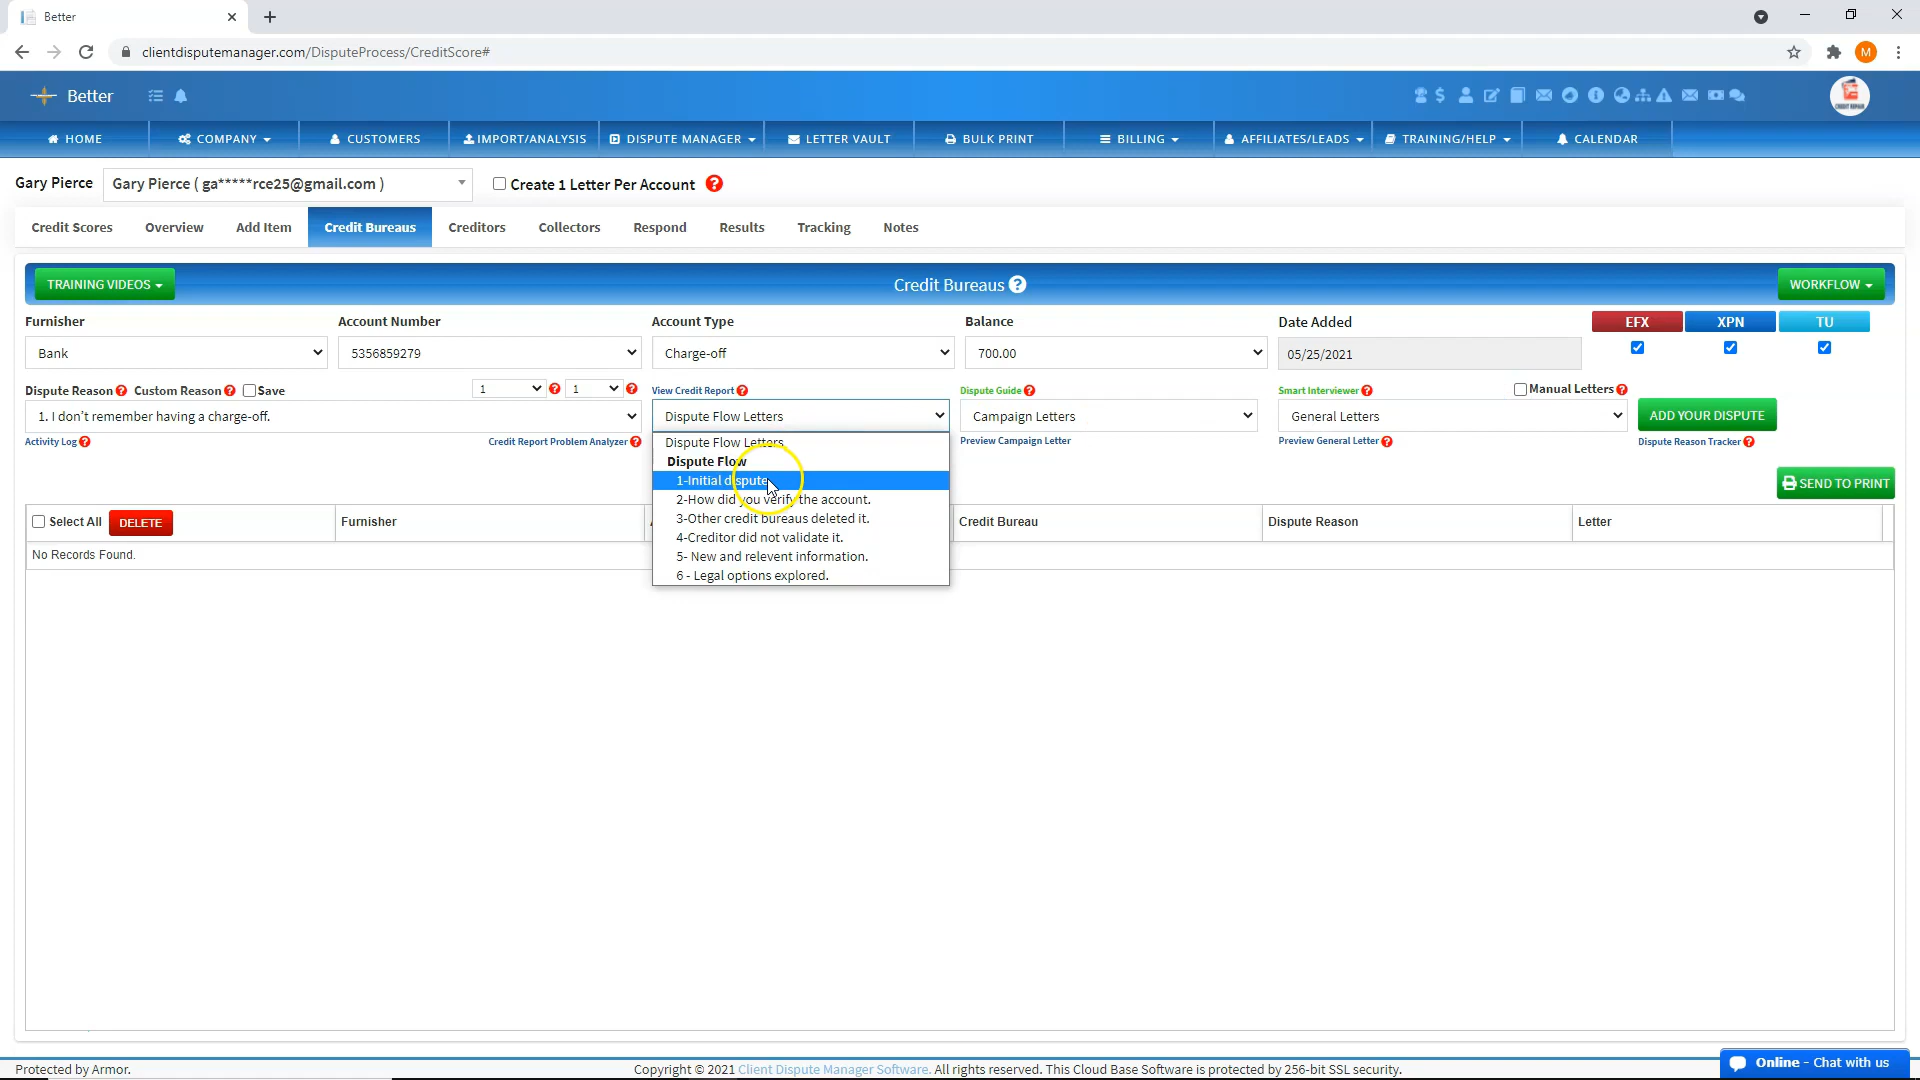 Better
clientdisputemanager.com/DisputeProcess/CreditScore#
M
Better
HOME
COMPANY
CUSTOMERS
IMPORT/ANALYSIS
DISPUTE MANAGER
LETTER VAULT
BULK PRINT
BILLING
AFFILIATES/LEADS
TRAINING/HELP
CALENDAR
Gary Pierce
Gary Pierce ( ga*****rce25@gmail.com )
Create 1 Letter Per Account ?
Credit Scores
Overview
Add Item
Credit Bureaus
Creditors
Collectors
Respond
Results
Tracking
Notes
TRAINING VIDEOS
Credit Bureaus ?
WORKFLOW
Furnisher
Account Number
Account Type
Balance
Date Added
EFX
XPN
TU
Bank
5356859279
Charge-off
700.00
05/25/2021
Dispute Reason ? Custom Reason ? Save
1 ? 1 ?
View Credit Report ?
Dispute Guide ?
Smart Interviewer ?
Manual Letters ?
1. I don't remember having a charge-off.
Dispute Flow Letters
Campaign Letters
General Letters
ADD YOUR DISPUTE
Activity Log ?
Credit Report Problem Analyzer ?
Preview Campaign Letter
Preview General Letter ?
Dispute Reason Tracker ?
Dispute Flow Letters
Dispute Flow
1-Initial dispute
2-How did you verify the account.
3-Other credit bureaus deleted it.
4-Creditor did not validate it.
5- New and relevent information.
6 - Legal options explored.
SEND TO PRINT
Select All
DELETE
Furnisher
Credit Bureau
Dispute Reason
Letter
No Records Found.
Protected by Armor.
Copyright © 2021 Client Dispute Manager Software. All rights reserved. This Cloud Base Software is protected by 256-bit SSL security.
Online - Chat with us